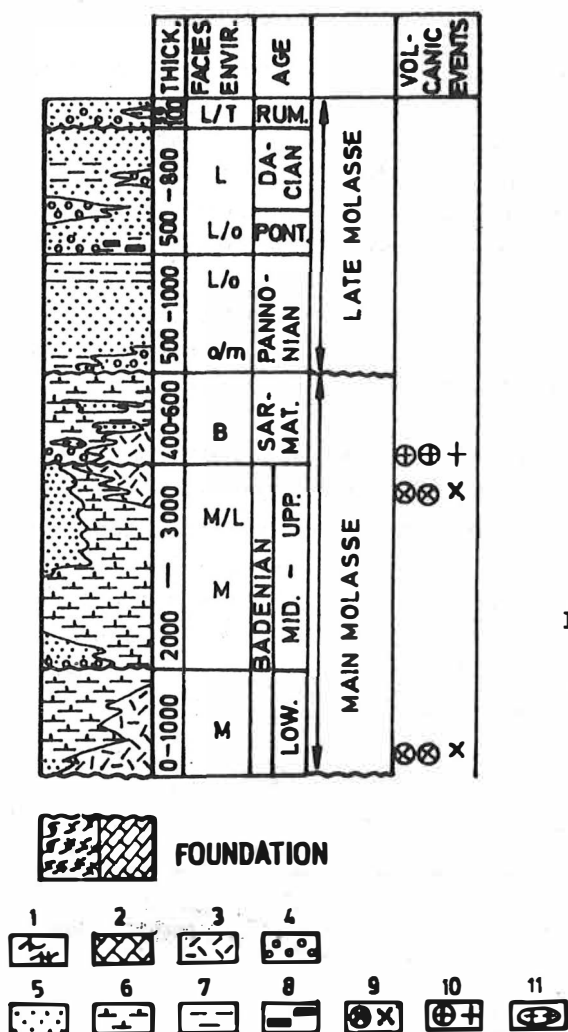 THICK.
FACIES
ENVIR.
AGE
VOL-
CANIC
EVENTS
100
L/T
RUM.
500 – 800
L
DA-
CIAN
L/o
PONT.
LATE MOLASSE
500 – 1000
L/o
o/m
PANNO-
NIAN
400-600
B
SAR-
MAT.
2000 — 3000
M/L
M
BADENIAN
MID. – UPP.
MAIN MOLASSE
0-1000
M
LOW.
FOUNDATION
1 2 3 4
5 6 7 8 9 10 11